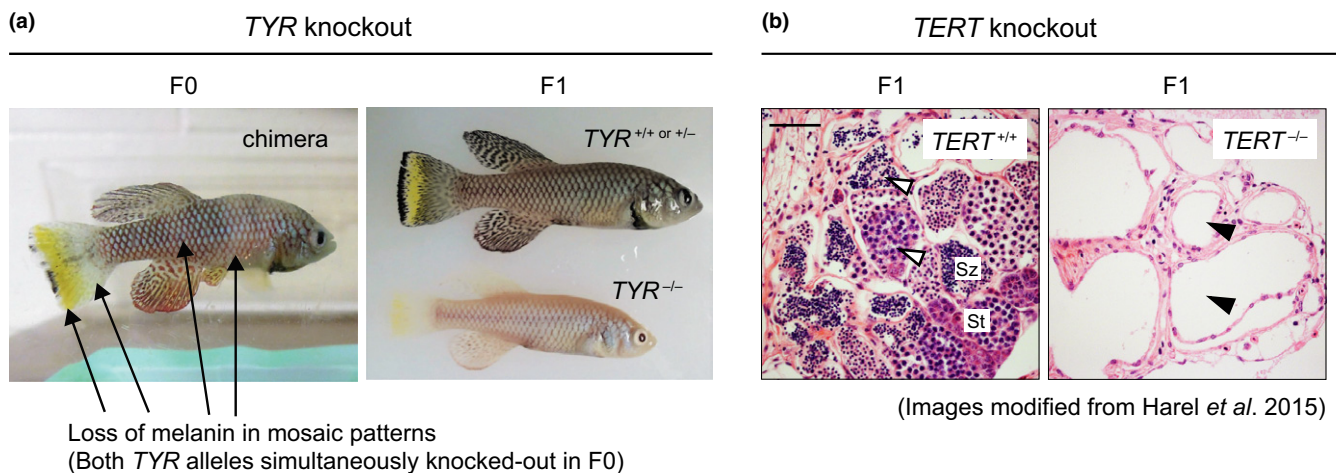 (a)
TYR knockout
F0
F1
chimera
TYR+/+ or +/–
TYR–/–
Loss of melanin in mosaic patterns
(Both TYR alleles simultaneously knocked-out in F0)
(b)
TERT knockout
F1
F1
TERT+/+
TERT–/–
Sz
St
(Images modified from Harel et al. 2015)